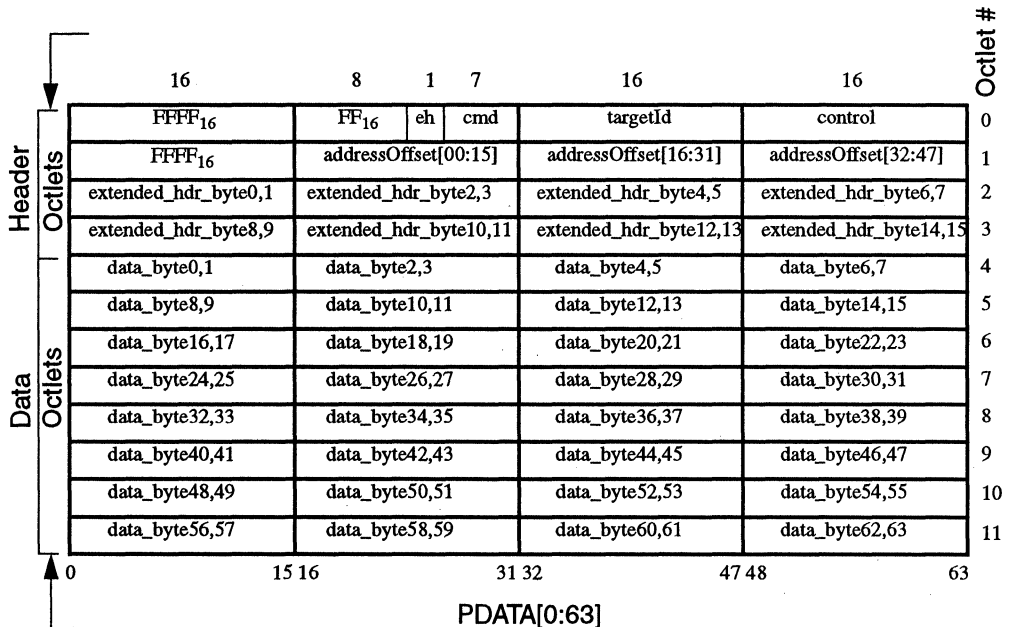 Octlet #
16 8 1 7 16 16
FFFF16 FF16 eh cmd targetId control 0
FFFF16 addressOffset[00:15] addressOffset[16:31] addressOffset[32:47] 1
extended_hdr_byte0,1 extended_hdr_byte2,3 extended_hdr_byte4,5 extended_hdr_byte6,7 2
extended_hdr_byte8,9 extended_hdr_byte10,11 extended_hdr_byte12,13 extended_hdr_byte14,15 3
Header
Octlets
data_byte0,1 data_byte2,3 data_byte4,5 data_byte6,7 4
data_byte8,9 data_byte10,11 data_byte12,13 data_byte14,15 5
data_byte16,17 data_byte18,19 data_byte20,21 data_byte22,23 6
data_byte24,25 data_byte26,27 data_byte28,29 data_byte30,31 7
data_byte32,33 data_byte34,35 data_byte36,37 data_byte38,39 8
data_byte40,41 data_byte42,43 data_byte44,45 data_byte46,47 9
data_byte48,49 data_byte50,51 data_byte52,53 data_byte54,55 10
data_byte56,57 data_byte58,59 data_byte60,61 data_byte62,63 11
Data
Octlets
0 15 16 31 32 47 48 63
PDATA[0:63]